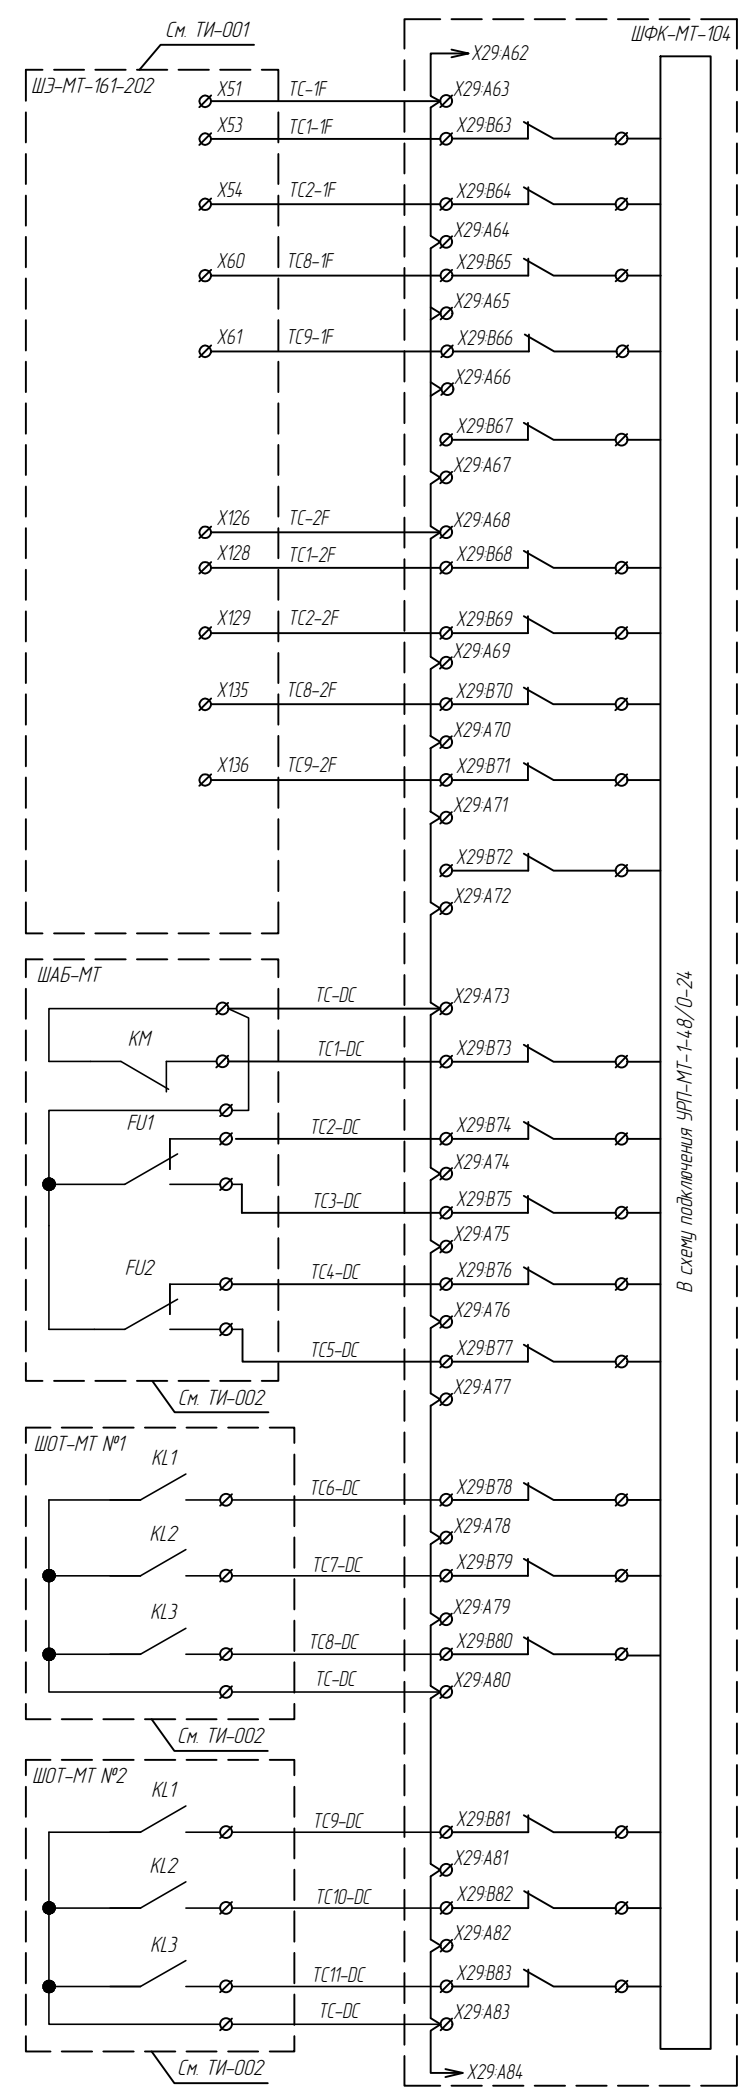 См. ТИ-001
ШФК-МТ-104
X29:A62
ШЭ-МТ-161-202
X51 ТС-1F X29:A63
X53 ТС1-1F X29:B63
X54 ТС2-1F X29:B64
X29:A64
X60 ТС8-1F X29:B65
X29:A65
X61 ТС9-1F X29:B66
X29:A66
X29:B67
X29:A67
X126 ТС-2F X29:A68
X128 ТС1-2F X29:B68
X129 ТС2-2F X29:B69
X29:A69
X135 ТС8-2F X29:B70
X29:A70
X136 ТС9-2F X29:B71
X29:A71
X29:B72
X29:A72
ШАБ-МТ
ТС-DC X29:A73
KM ТС1-DC X29:B73
FU1 ТС2-DC X29:B74
X29:A74
ТС3-DC X29:B75
X29:A75
FU2 ТС4-DC X29:B76
X29:A76
ТС5-DC X29:B77
X29:A77
См. ТИ-002
В схему подключения УРП-МТ-1-48/0-24
ШОТ-МТ №1
KL1 ТС6-DC X29:B78
X29:A78
KL2 ТС7-DC X29:B79
X29:A79
KL3 ТС8-DC X29:B80
ТС-DC X29:A80
См. ТИ-002
ШОТ-МТ №2
KL1 ТС9-DC X29:B81
X29:A81
KL2 ТС10-DC X29:B82
X29:A82
KL3 ТС11-DC X29:B83
ТС-DC X29:A83
См. ТИ-002
X29:A84